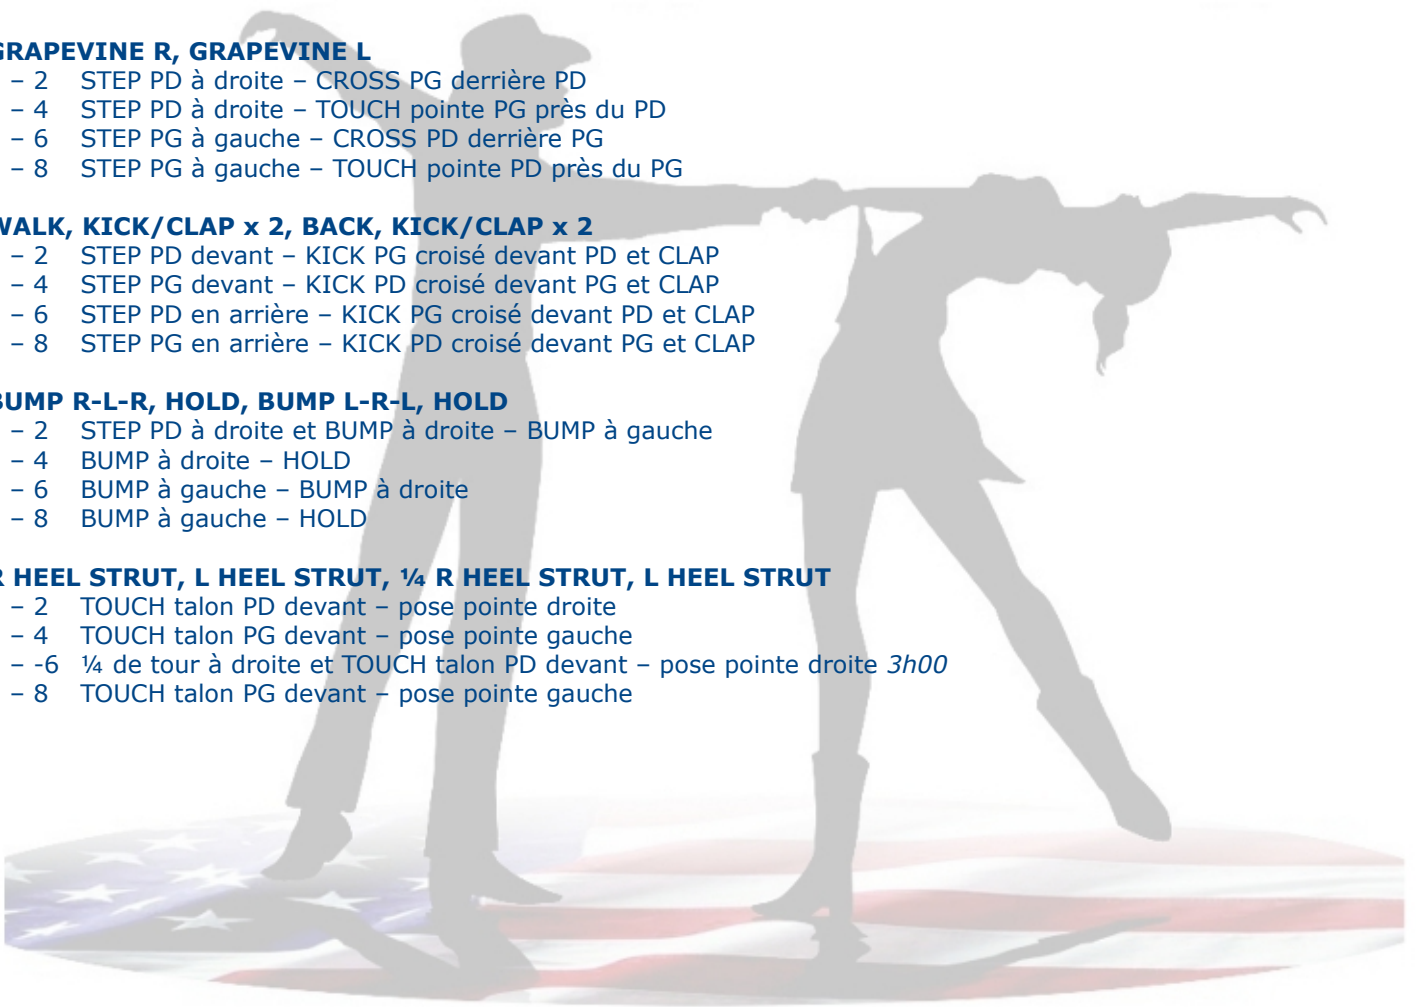 GRAPEVINE R, GRAPEVINE L
– 2 STEP PD à droite – CROSS PG derrière PD
– 4 STEP PD à droite – TOUCH pointe PG près du PD
– 6 STEP PG à gauche – CROSS PD derrière PG
– 8 STEP PG à gauche – TOUCH pointe PD près du PG
WALK, KICK/CLAP x 2, BACK, KICK/CLAP x 2
– 2 STEP PD devant – KICK PG croisé devant PD et CLAP
– 4 STEP PG devant – KICK PD croisé devant PG et CLAP
– 6 STEP PD en arrière – KICK PG croisé devant PD et CLAP
– 8 STEP PG en arrière – KICK PD croisé devant PG et CLAP
BUMP R-L-R, HOLD, BUMP L-R-L, HOLD
– 2 STEP PD à droite et BUMP à droite – BUMP à gauche
– 4 BUMP à droite – HOLD
– 6 BUMP à gauche – BUMP à droite
– 8 BUMP à gauche – HOLD
R HEEL STRUT, L HEEL STRUT, ¼ R HEEL STRUT, L HEEL STRUT
– 2 TOUCH talon PD devant – pose pointe droite
– 4 TOUCH talon PG devant – pose pointe gauche
– -6 ¼ de tour à droite et TOUCH talon PD devant – pose pointe droite 3h00
– 8 TOUCH talon PG devant – pose pointe gauche